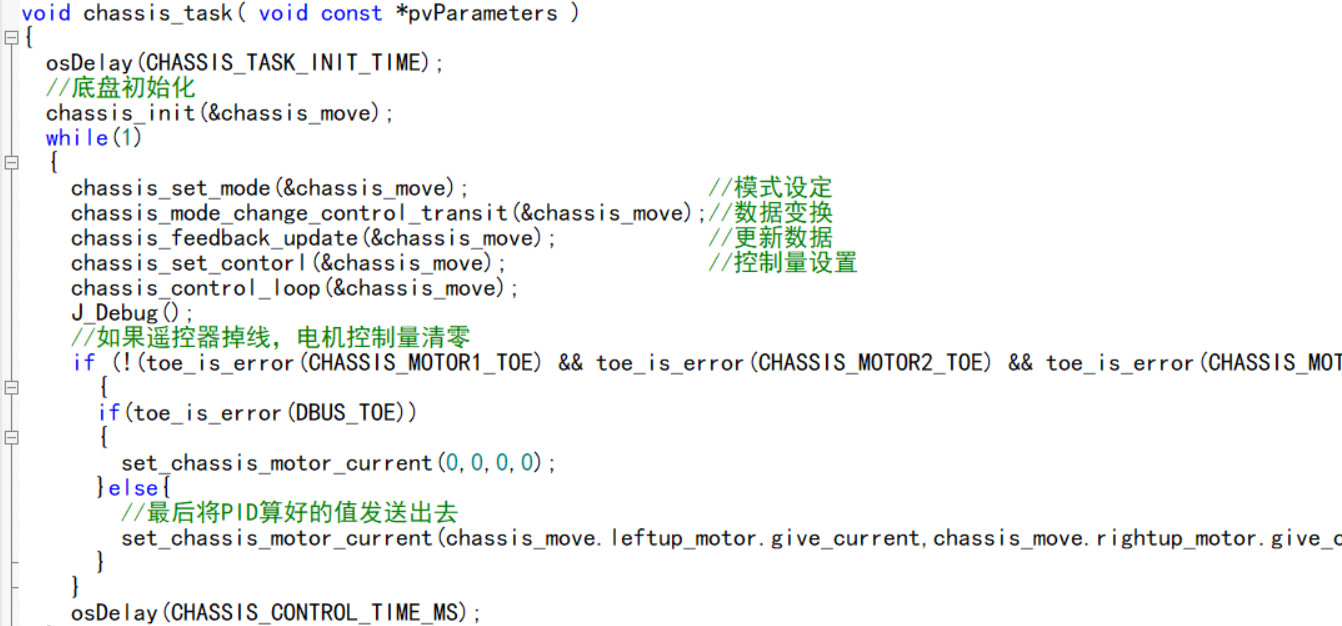 void chassis_task( void const *pvParameters )
{
osDelay(CHASSIS_TASK_INIT_TIME);
//底盘初始化
chassis_init(&chassis_move);
while(1)
{
chassis_set_mode(&chassis_move); //模式设定
chassis_mode_change_control_transit(&chassis_move);//数据变换
chassis_feedback_update(&chassis_move); //更新数据
chassis_set_contorl(&chassis_move); //控制量设置
chassis_control_loop(&chassis_move);
J_Debug();
//如果遥控器掉线，电机控制量清零
if (!(toe_is_error(CHASSIS_MOTOR1_TOE) && toe_is_error(CHASSIS_MOTOR2_TOE) && toe_is_error(CHASSIS_MOT
{
if(toe_is_error(DBUS_TOE))
{
set_chassis_motor_current(0,0,0,0);
}else{
//最后将PID算好的值发送出去
set_chassis_motor_current(chassis_move.leftup_motor.give_current,chassis_move.rightup_motor.give_c
}
}
osDelay(CHASSIS_CONTROL_TIME_MS);